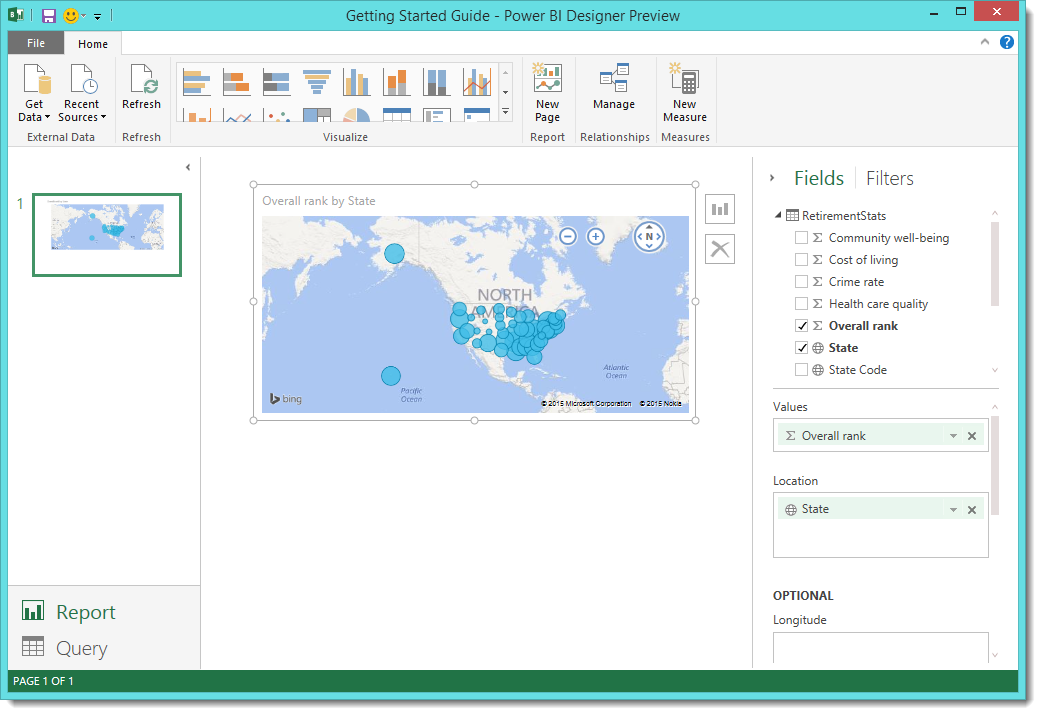 Getting Started Guide - Power BI Designer Preview
File
Home
Get Data
Recent Sources
Refresh
New Page
Manage
New Measure
External Data
Refresh
Visualize
Report
Relationships
Measures
1
Overall rank by State
N
NORTH
AMERICA
Pacific
Ocean
Atlantic
Ocean
bing
© 2015 Microsoft Corporation © 2015 Nokia
Fields
Filters
RetirementStats
Σ Community well-being
Σ Cost of living
Σ Crime rate
Σ Health care quality
Σ Overall rank
State
State Code
Values
Σ Overall rank
Location
State
OPTIONAL
Longitude
Report
Query
PAGE 1 OF 1